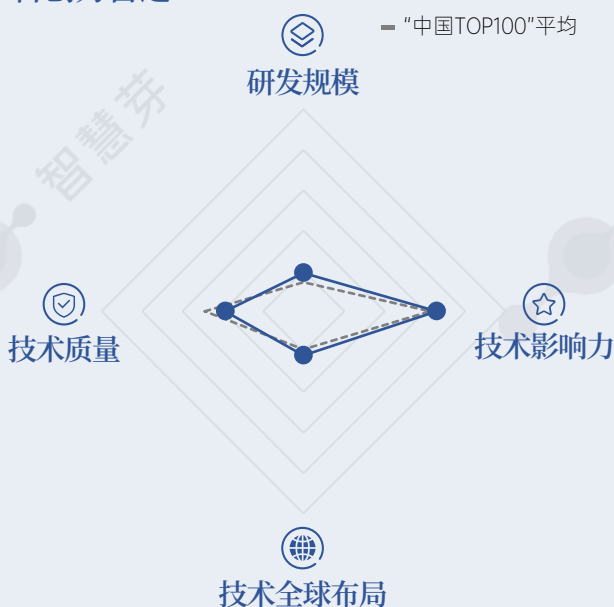 “中国TOP100”平均
研发规模
智慧芽
技术质量
技术影响力
技术全球布局